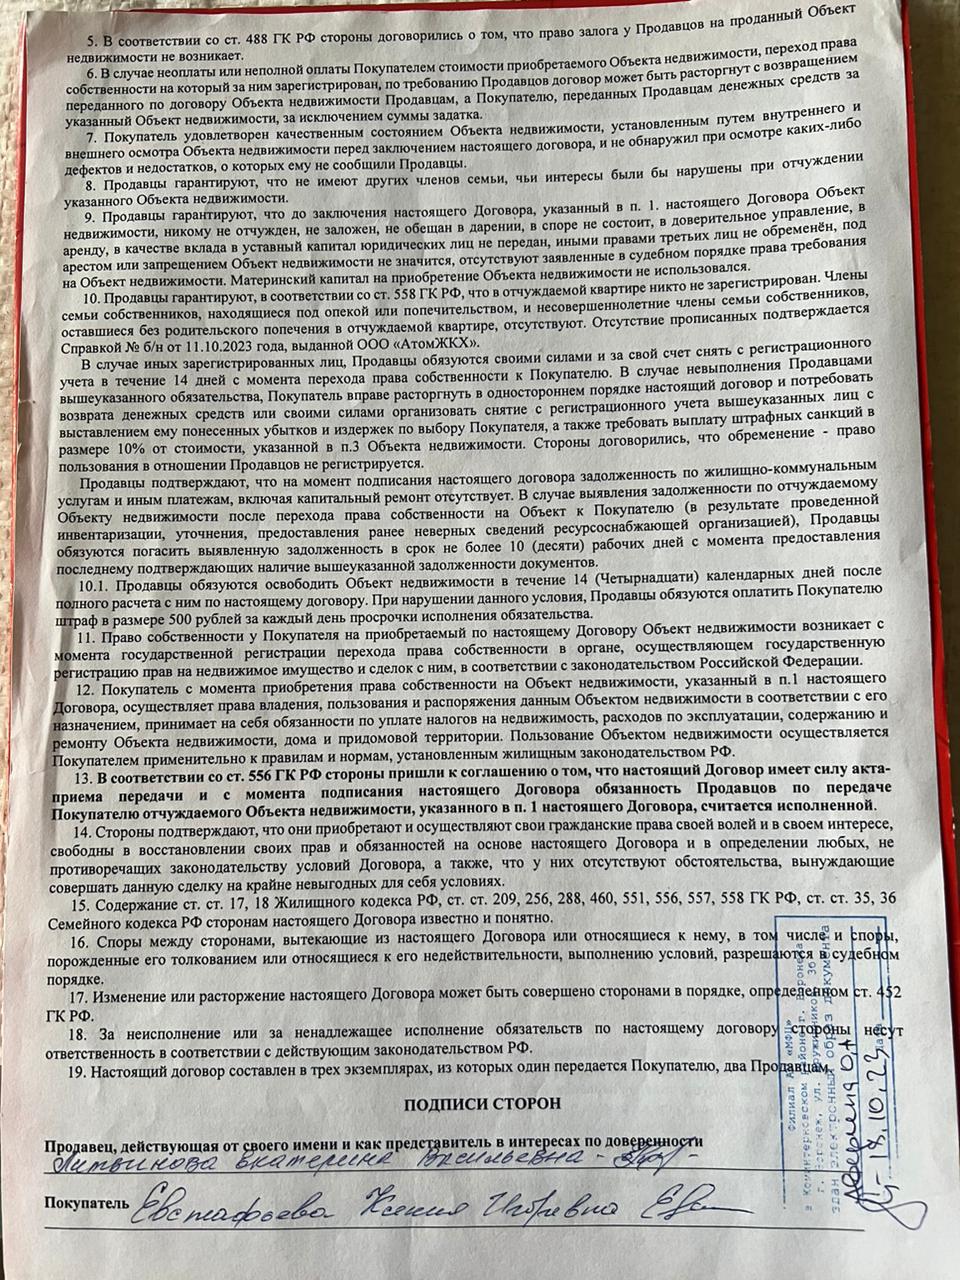 5. В соответствии со ст. 488 ГК РФ стороны договорились о том, что право залога у Продавцов на проданный Объект
недвижимости не возникает.
6. В случае неоплаты или неполной оплаты Покупателем стоимости приобретаемого Объекта недвижимости, переход права
собственности на который за ним зарегистрирован, по требованию Продавцов договор может быть расторгнут с возвращением
переданного по договору Объекта недвижимости Продавцам, а Покупателю, переданных Продавцам денежных средств за
указанный Объект недвижимости, за исключением суммы задатка.
7. Покупатель удовлетворен качественным состоянием Объекта недвижимости, установленным путем внутреннего и
внешнего осмотра Объекта недвижимости перед заключением настоящего договора, и не обнаружил при осмотре каких-либо
дефектов и недостатков, о которых ему не сообщили Продавцы.
8. Продавцы гарантируют, что не имеют других членов семьи, чьи интересы были бы нарушены при отчуждении
указанного Объекта недвижимости.
9. Продавцы гарантируют, что до заключения настоящего Договора, указанный в п. 1. настоящего Договора Объект
недвижимости, никому не отчужден, не заложен, не обещан в дарении, в споре не состоит, в доверительное управление, в
аренду, в качестве вклада в уставный капитал юридических лиц не передан, иными правами третьих лиц не обременён, под
арестом или запрещением Объект недвижимости не значится, отсутствуют заявленные в судебном порядке права требования
на Объект недвижимости. Материнский капитал на приобретение Объекта недвижимости не использовался.
10. Продавцы гарантируют, в соответствии со ст. 558 ГК РФ, что в отчуждаемой квартире никто не зарегистрирован. Члены
семьи собственников, находящиеся под опекой или попечительством, и несовершеннолетние члены семьи собственников,
оставшиеся без родительского попечения в отчуждаемой квартире, отсутствуют. Отсутствие прописанных подтверждается
Справкой № б/н от 11.10.2023 года, выданной ООО «АтомЖКХ».
В случае иных зарегистрированных лиц, Продавцы обязуются своими силами и за свой счет снять с регистрационного
учета в течение 14 дней с момента перехода права собственности к Покупателю. В случае невыполнения Продавцами
вышеуказанного обязательства, Покупатель вправе расторгнуть в одностороннем порядке настоящий договор и потребовать
возврата денежных средств или своими силами организовать снятие с регистрационного учета вышеуказанных лиц с
выставлением ему понесенных убытков и издержек по выбору Покупателя, а также требовать выплату штрафных санкций в
размере 10% от стоимости, указанной в п.3 Объекта недвижимости. Стороны договорились, что обременение - право
пользования в отношении Продавцов не регистрируется.
Продавцы подтверждают, что на момент подписания настоящего договора задолженность по жилищно-коммунальным
услугам и иным платежам, включая капитальный ремонт отсутствует. В случае выявления задолженности по отчуждаемому
Объекту недвижимости после перехода права собственности на Объект к Покупателю (в результате проведенной
инвентаризации, уточнения, предоставления ранее неверных сведений ресурсоснабжающей организацией), Продавцы
обязуются погасить выявленную задолженность в срок не более 10 (десяти) рабочих дней с момента предоставления
последнему подтверждающих наличие вышеуказанной задолженности документов.
10.1. Продавцы обязуются освободить Объект недвижимости в течение 14 (Четырнадцати) календарных дней после
полного расчета с ним по настоящему договору. При нарушении данного условия, Продавцы обязуются оплатить Покупателю
штраф в размере 500 рублей за каждый день просрочки исполнения обязательства.
11. Право собственности у Покупателя на приобретаемый по настоящему Договору Объект недвижимости возникает с
момента государственной регистрации перехода права собственности в органе, осуществляющем государственную
регистрацию прав на недвижимое имущество и сделок с ним, в соответствии с законодательством Российской Федерации.
12. Покупатель с момента приобретения права собственности на Объект недвижимости, указанный в п.1 настоящего
Договора, осуществляет права владения, пользования и распоряжения данным Объектом недвижимости в соответствии с его
назначением, принимает на себя обязанности по уплате налогов на недвижимость, расходов по эксплуатации, содержанию и
ремонту Объекта недвижимости, дома и придомовой территории. Пользование Объектом недвижимости осуществляется
Покупателем применительно к правилам и нормам, установленным жилищным законодательством РФ.
13. В соответствии со ст. 556 ГК РФ стороны пришли к соглашению о том, что настоящий Договор имеет силу акта-
приема передачи и с момента подписания настоящего Договора обязанность Продавцов по передаче
Покупателю отчуждаемого Объекта недвижимости, указанного в п. 1 настоящего Договора, считается исполненной.
14. Стороны подтверждают, что они приобретают и осуществляют свои гражданские права своей волей и в своем интересе,
свободны в восстановлении своих прав и обязанностей на основе настоящего Договора и в определении любых, не
противоречащих законодательству условий Договора, а также, что у них отсутствуют обстоятельства, вынуждающие
совершать данную сделку на крайне невыгодных для себя условиях.
15. Содержание ст. ст. 17, 18 Жилищного кодекса РФ, ст. ст. 209, 256, 288, 460, 551, 556, 557, 558 ГК РФ, ст. ст. 35, 36
Семейного кодекса РФ сторонам настоящего Договора известно и понятно.
16. Споры между сторонами, вытекающие из настоящего Договора или относящиеся к нему, в том числе и споры,
порожденные его толкованием или относящиеся к его недействительности, выполнению условий, разрешаются в судебном
порядке.
17. Изменение или расторжение настоящего Договора может быть совершено сторонами в порядке, определенном ст. 452
ГК РФ.
18. За неисполнение или за ненадлежащее исполнение обязательств по настоящему договору стороны несут
ответственность в соответствии с действующим законодательством РФ.
19. Настоящий договор составлен в трех экземплярах, из которых один передается Покупателю, два Продавцам.
ПОДПИСИ СТОРОН
Продавец, действующая от своего имени и как представитель в интересах по доверенности
Литвинова Екатерина Васильевна -
Покупатель Евстафьева Ксения Игоревна
Филиал АУ «МФЦ»
в Коминтерновском районе г. Воронежа
г. Воронеж, ул.
электронный образ документа
18.10.23